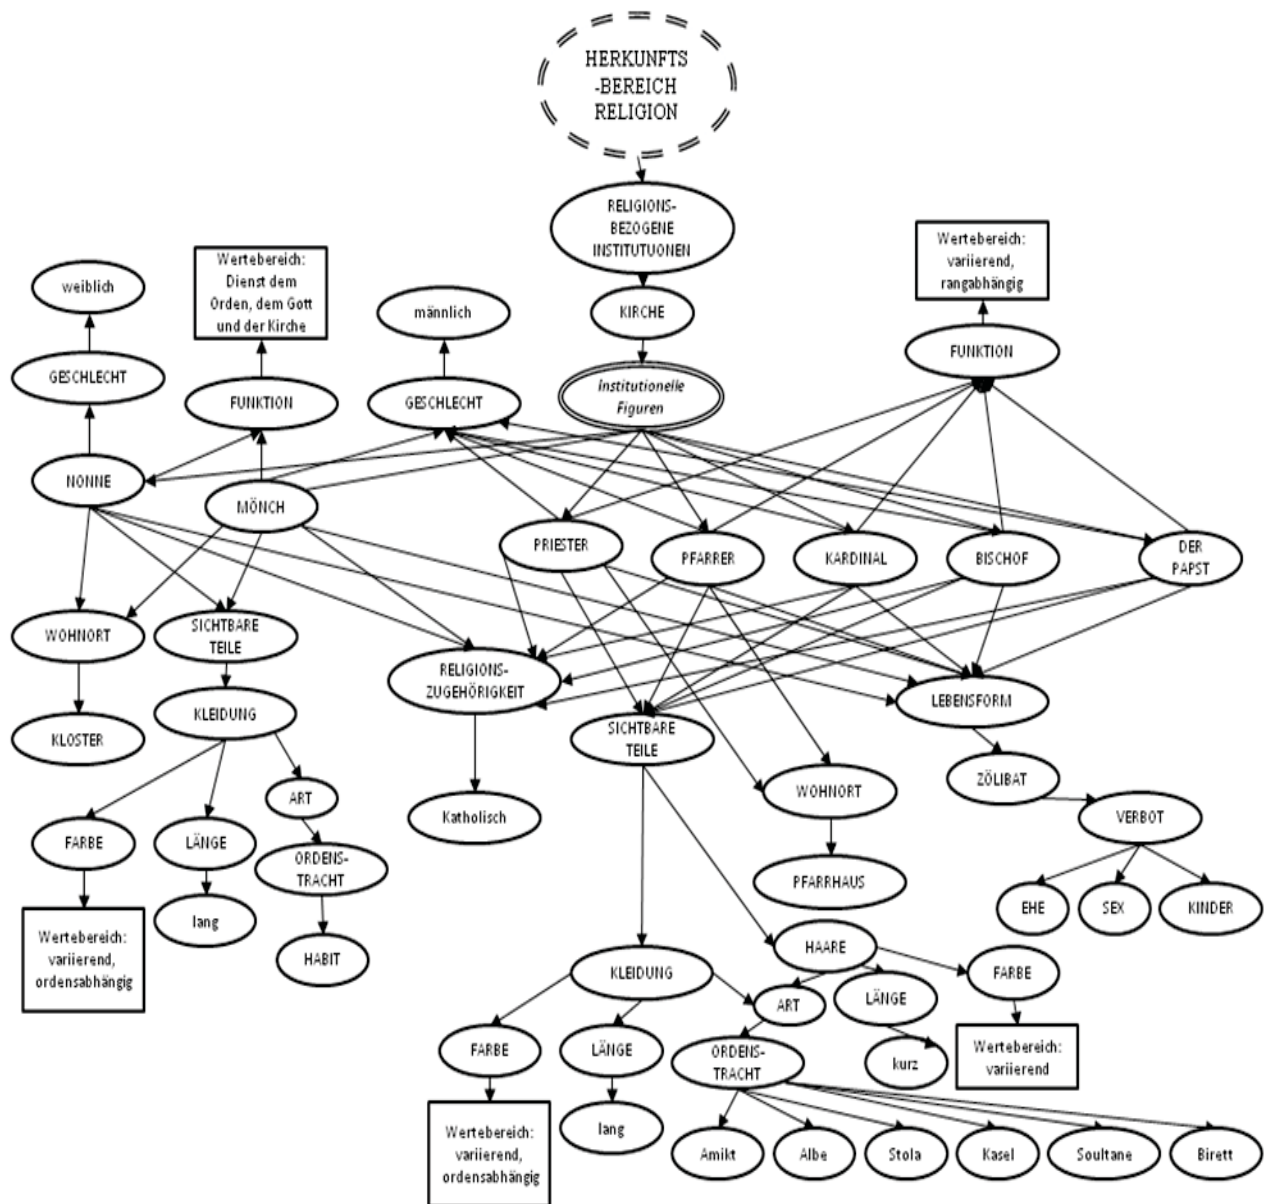 HERKUNFTS
-BEREICH
RELIGION
RELIGIONS-
BEZOGENE
INSTITUTUONEN
Wertebereich:
variierend,
rangabhängig
Wertebereich:
Dienst dem
Orden, dem Gott
und der Kirche
weiblich
männlich
KIRCHE
FUNKTION
GESCHLECHT
FUNKTION
GESCHLECHT
Institutionelle
Figuren
NONNE
MÖNCH
PRIESTER
PFARRER
KARDINAL
BISCHOF
DER
PAPST
WOHNORT
SICHTBARE
TEILE
RELIGIONS-
ZUGEHÖRIGKEIT
LEBENSFORM
KLOSTER
KLEIDUNG
SICHTBARE
TEILE
ZÖLIBAT
ART
WOHNORT
Katholisch
VERBOT
FARBE
LÄNGE
ORDENS-
TRACHT
PFARRHAUS
EHE
SEX
KINDER
Wertebereich:
variierend,
ordensabhängig
lang
HABIT
HAARE
KLEIDUNG
FARBE
ART
LÄNGE
FARBE
LÄNGE
ORDENS-
TRACHT
kurz
Wertebereich:
variierend
Wertebereich:
variierend,
ordensabhängig
lang
Amikt
Albe
Stola
Kasel
Soultane
Birett